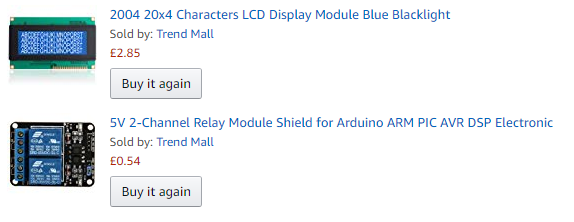 2004 20x4 Characters LCD Display Module Blue Blacklight
Sold by: Trend Mall
£2.85
Buy it again
5V 2-Channel Relay Module Shield for Arduino ARM PIC AVR DSP Electronic
Sold by: Trend Mall
£0.54
Buy it again